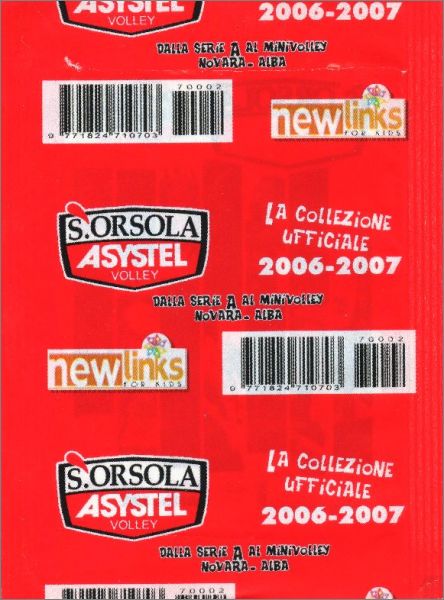 ASYSTEL
VOLLEY
2006-2007
DALLA SERIE A AL MINIVOLLEY
NOVARA - ALBA
70002
9 771824 710703
newlinks
FOR KIDS
S.ORSOLA
ASYSTEL
VOLLEY
LA COLLEZIONE
UFFICIALE
2006-2007
DALLA SERIE A AL MINIVOLLEY
NOVARA - ALBA
newlinks
FOR KIDS
70002
9 771824 710703
S.ORSOLA
ASYSTEL
VOLLEY
LA COLLEZIONE
UFFICIALE
2006-2007
DALLA SERIE A AL MINIVOLLEY
NOVARA - ALBA
70002